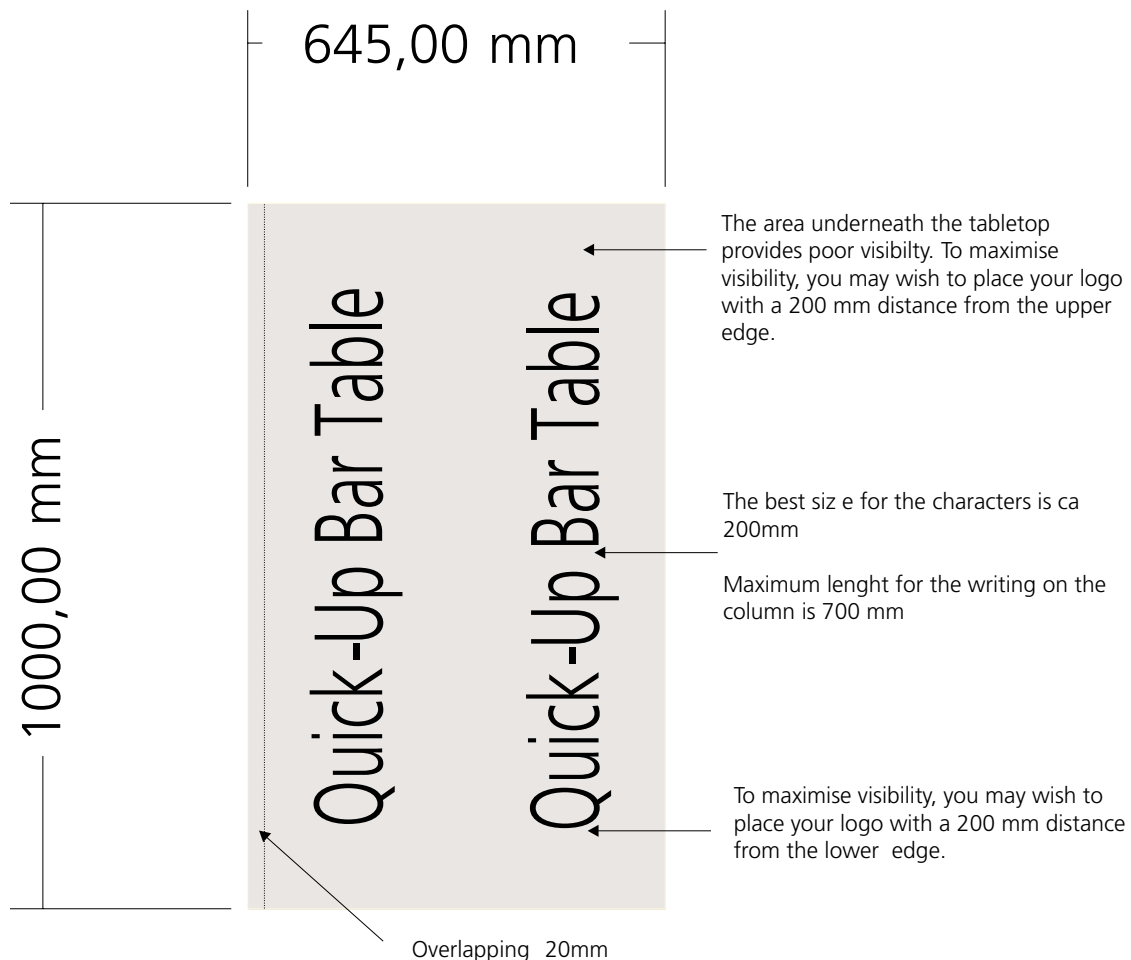 645,00 mm
1000,00 mm
Quick-Up Bar Table
Quick-Up Bar Table
The area underneath the tabletop
provides poor visibilty. To maximise
visibility, you may wish to place your logo
with a 200 mm distance from the upper
edge.
The best siz e for the characters is ca
200mm
Maximum lenght for the writing on the
column is 700 mm
To maximise visibility, you may wish to
place your logo with a 200 mm distance
from the lower edge.
Overlapping 20mm